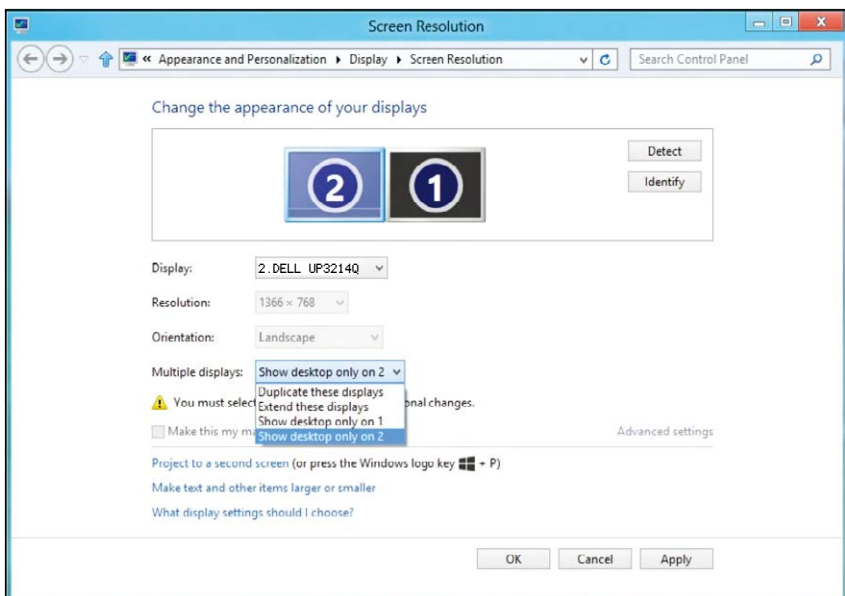 Screen Resolution
« Appearance and Personalization Display Screen Resolution
Search Control Panel
Change the appearance of your displays
2 1
Detect
Identify
Display: 2.DELL UP3214Q
Resolution: 1366 × 768
Orientation: Landscape
Multiple displays: Show desktop only on 2
Duplicate these displays
You must selec onal changes.
Extend these displays
Show desktop only on 1
Make this my ma Advanced settings
Show desktop only on 2
Project to a second screen (or press the Windows logo key + P)
Make text and other items larger or smaller
What display settings should I choose?
OK Cancel Apply